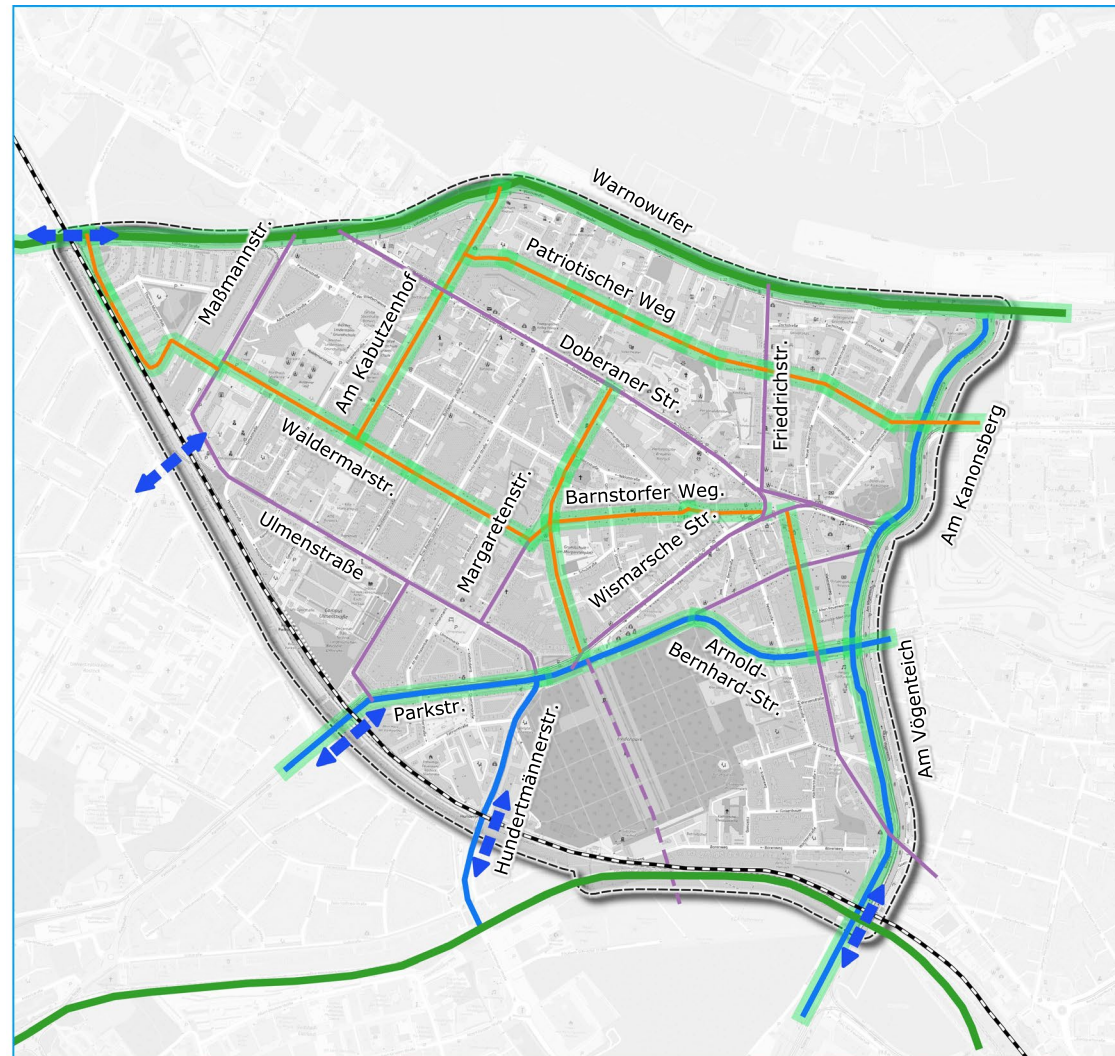 Warnowufer
Maßmannstr.
Patriotischer Weg
Am Kabutzenhof
Doberaner Str.
Friedrichstr.
Waldermarstr.
Am Kanonsberg
Barnstorfer Weg.
Margaretenstr.
Wismarsche Str.
Ulmenstraße
Arnold-
Bernhard-Str.
Am Vögenteich
Parkstr.
Hundertmännerstr.